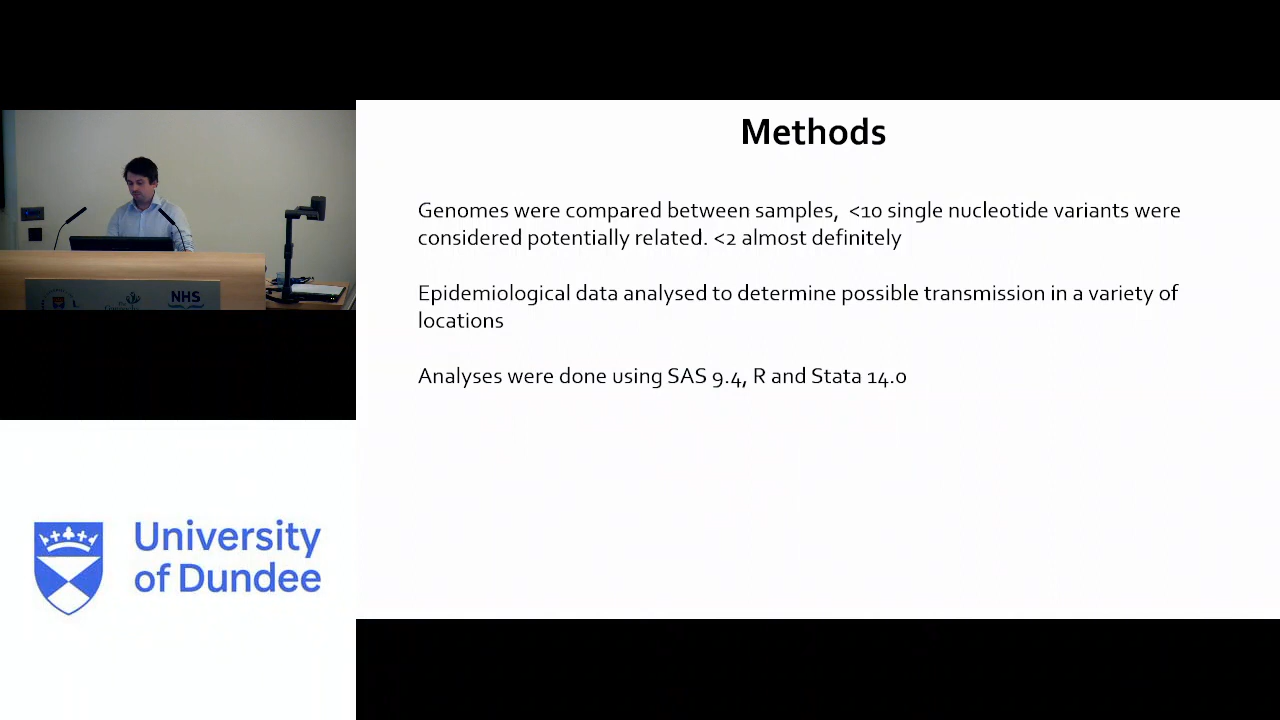 Methods
Genomes were compared between samples, <10 single nucleotide variants were
considered potentially related. <2 almost definitely
Epidemiological data analysed to determine possible transmission in a variety of
locations
Analyses were done using SAS 9.4, R and Stata 14.0
NHS
University
of Dundee